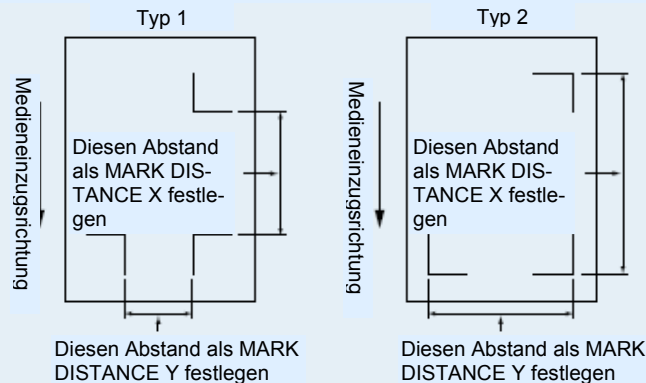 Typ 1
Medieneinzugsrichtung
Diesen Abstand
als MARK DIS-
TANCE X festle-
gen
Diesen Abstand als MARK
DISTANCE Y festlegen
Typ 2
Medieneinzugsrichtung
Diesen Abstand
als MARK DIS-
TANCE X festle-
gen
Diesen Abstand als MARK
DISTANCE Y festlegen